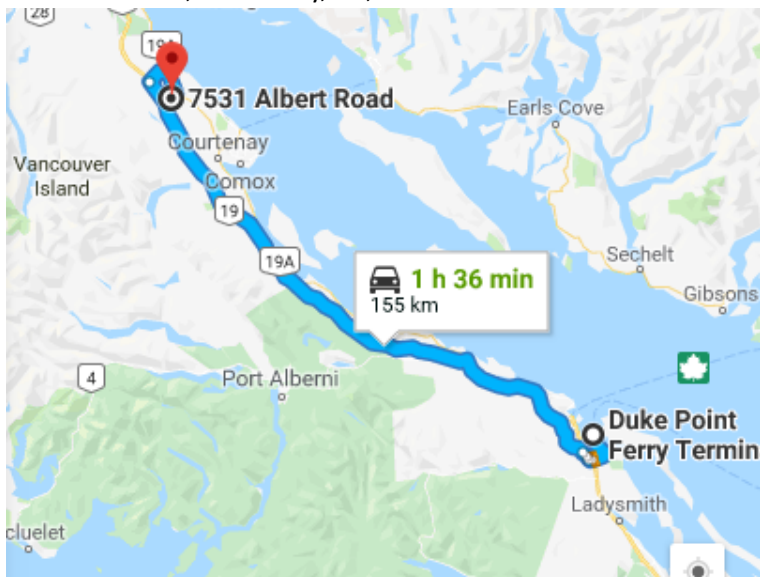 28
19A
7531 Albert Road
Earls Cove
Courtenay
Vancouver
Island
Comox
19
19A
1 h 36 min
155 km
Sechelt
Gibsons
4
Port Alberni
Duke Point
Ferry Termin
Ladysmith
cluelet